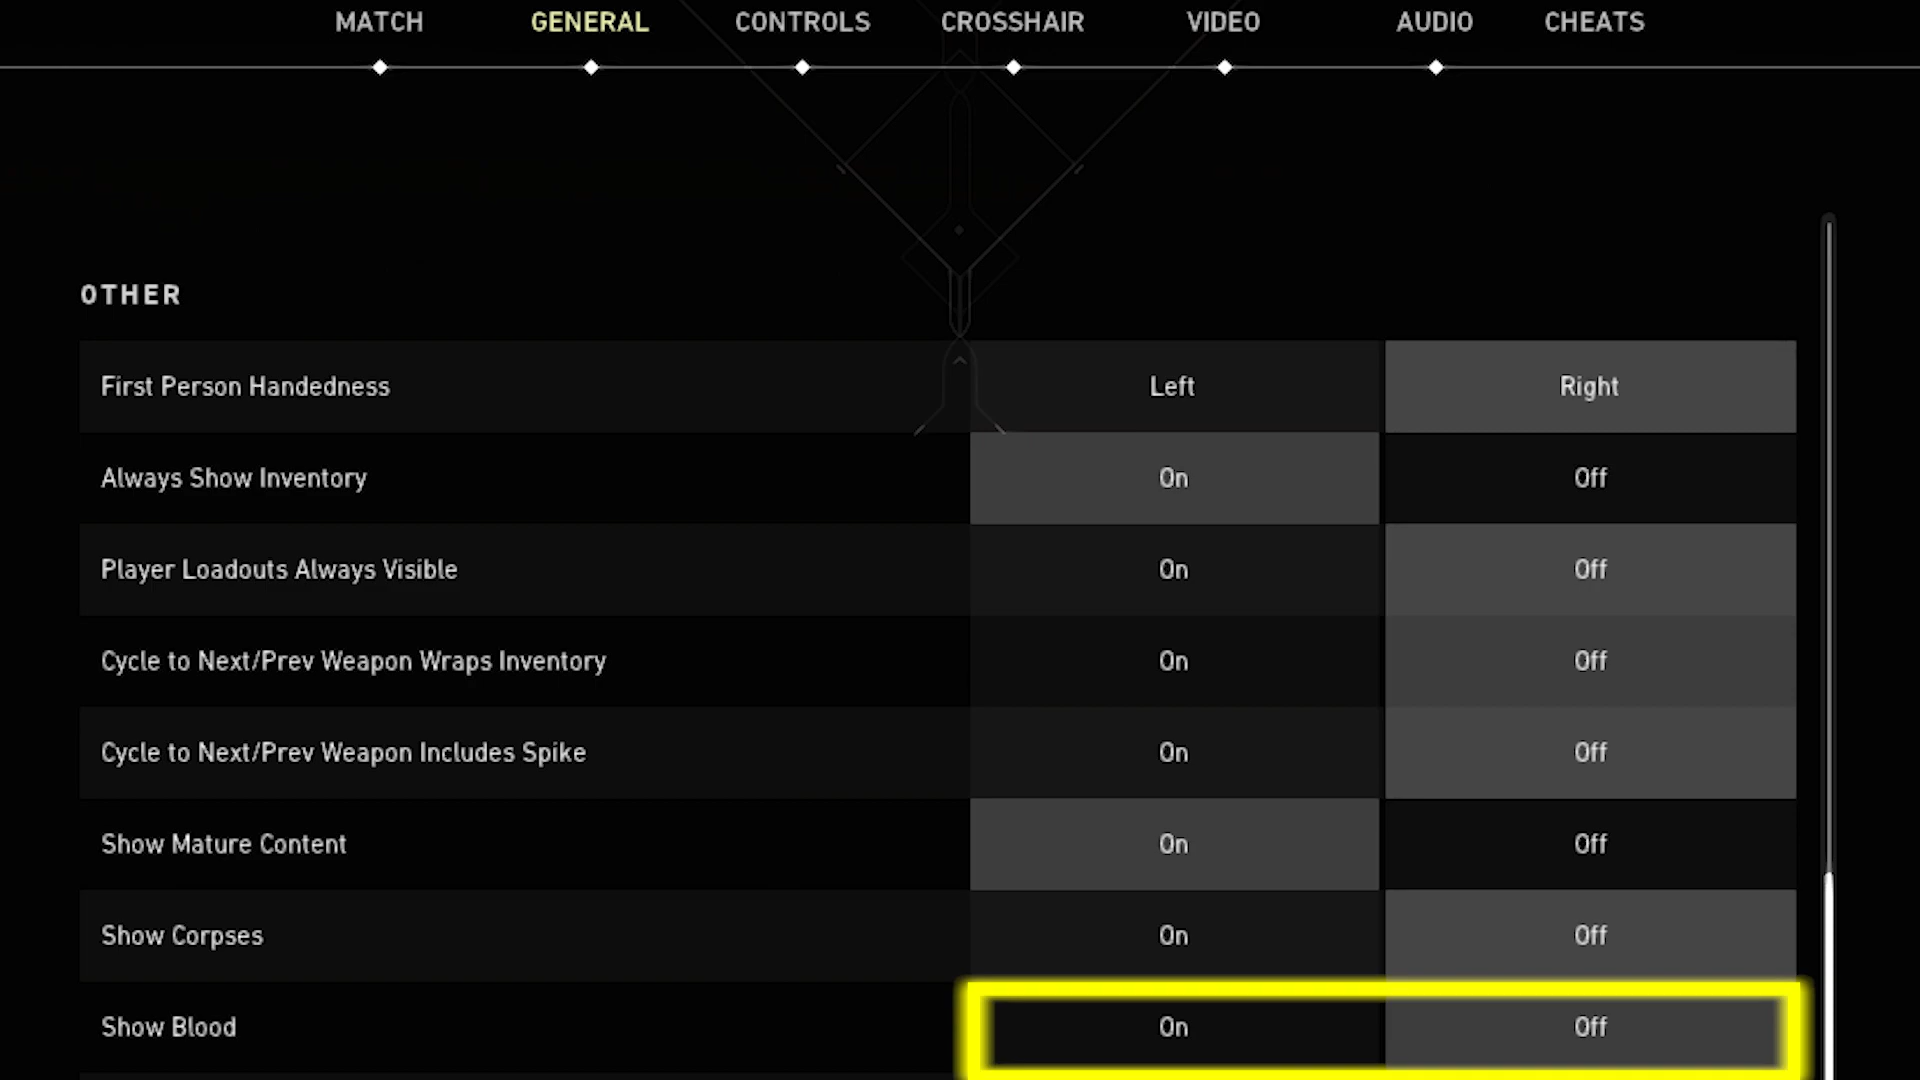 MATCH GENERAL CONTROLS CROSSHAIR VIDEO AUDIO CHEATS
OTHER
First Person Handedness Left Right
Always Show Inventory On Off
Player Loadouts Always Visible On Off
Cycle to Next/Prev Weapon Wraps Inventory On Off
Cycle to Next/Prev Weapon Includes Spike On Off
Show Mature Content On Off
Show Corpses On Off
Show Blood On Off